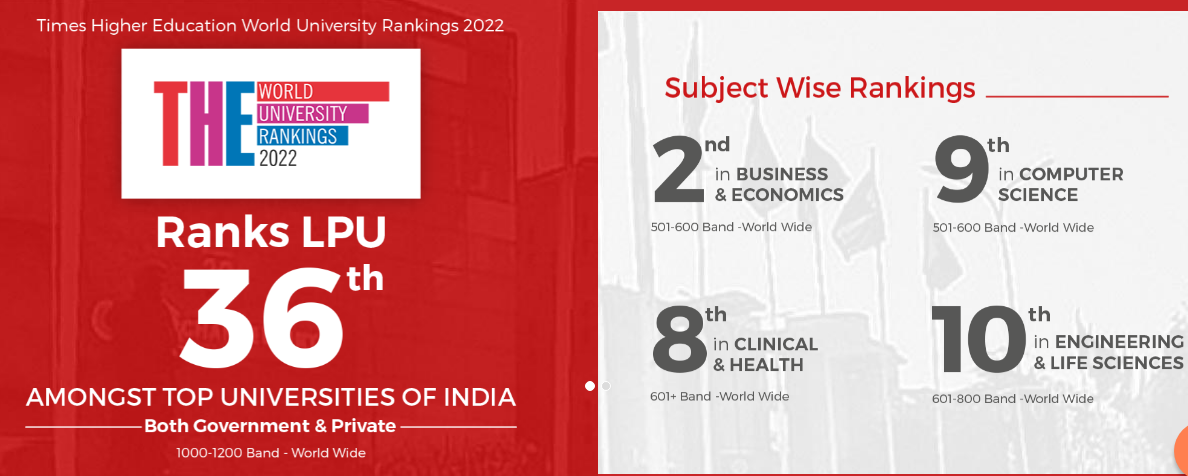 Times Higher Education World University Rankings 2022
THE WORLD
UNIVERSITY
RANKINGS
2022
Ranks LPU
36th
AMONGST TOP UNIVERSITIES OF INDIA
Both Government & Private
1000-1200 Band - World Wide
Subject Wise Rankings
2nd
in BUSINESS
& ECONOMICS
501-600 Band -World Wide
9th
in COMPUTER
SCIENCE
501-600 Band -World Wide
8th
in CLINICAL
& HEALTH
601+ Band -World Wide
10th
in ENGINEERING
& LIFE SCIENCES
601-800 Band -World Wide